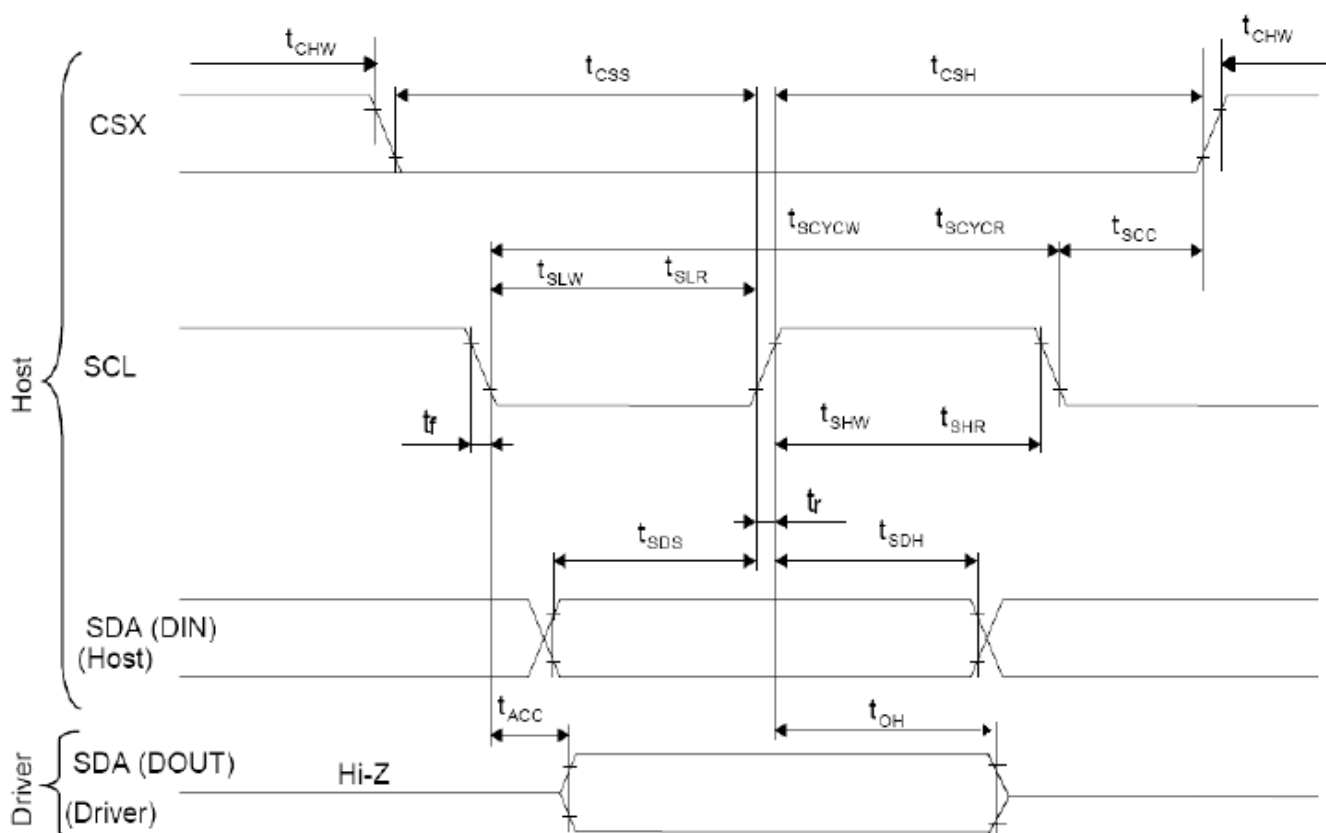 tCHW
tCHW
tCSS
tCSH
CSX
tSCYCW
tSCYCR
tSCC
tSLW
tSLR
Host
SCL
tf
tSHW
tSHR
tr
tSDS
tSDH
SDA (DIN)
(Host)
tACC
tOH
Driver
SDA (DOUT)
Hi-Z
(Driver)